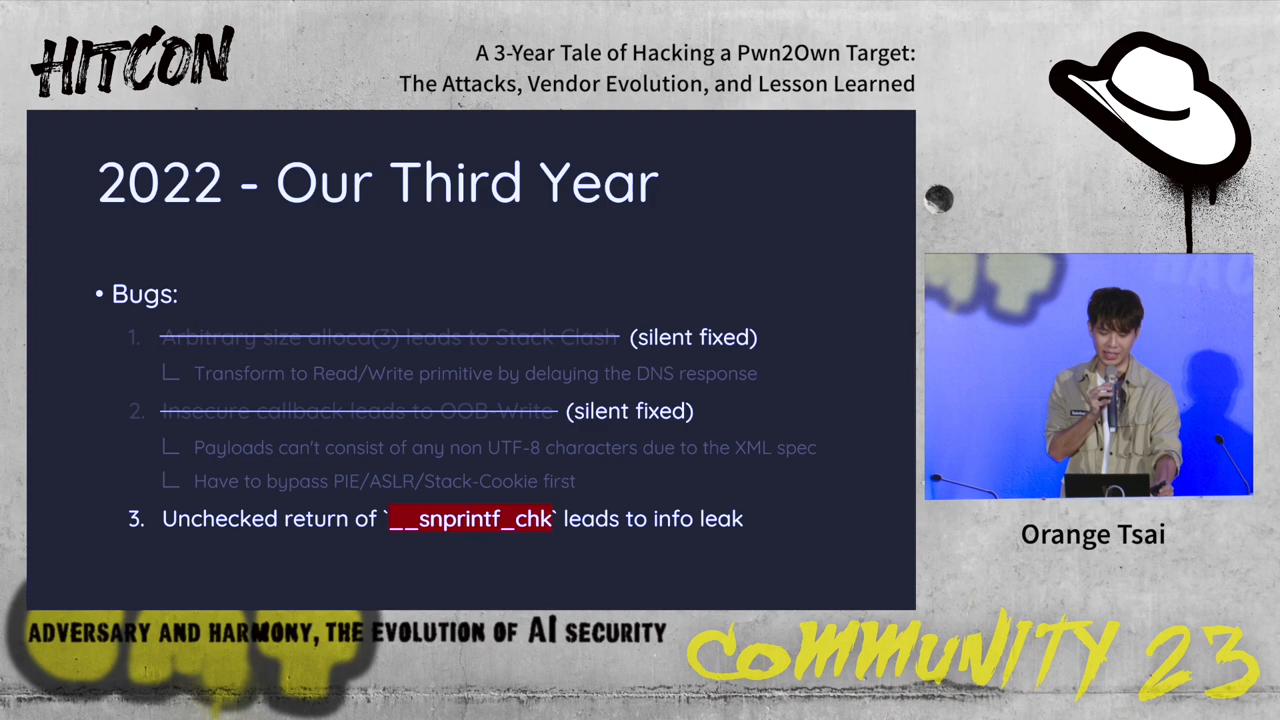 HITCON
A 3-Year Tale of Hacking a Pwn2Own Target:
The Attacks, Vendor Evolution, and Lesson Learned
2022 - Our Third Year
• Bugs:
1. Arbitrary size alloca(3) leads to Stack Clash (silent fixed)
Transform to Read/Write primitive by delaying the DNS response
2. Insecure callback leads to OOB Write (silent fixed)
Payloads can't consist of any non UTF-8 characters due to the XML spec
Have to bypass PIE/ASLR/Stack-Cookie first
3. Unchecked return of `__snprintf_chk` leads to info leak
Orange Tsai
ADVERSARY AND HARMONY, THE EVOLUTION OF AI SECURITY
COMMUNITY 23